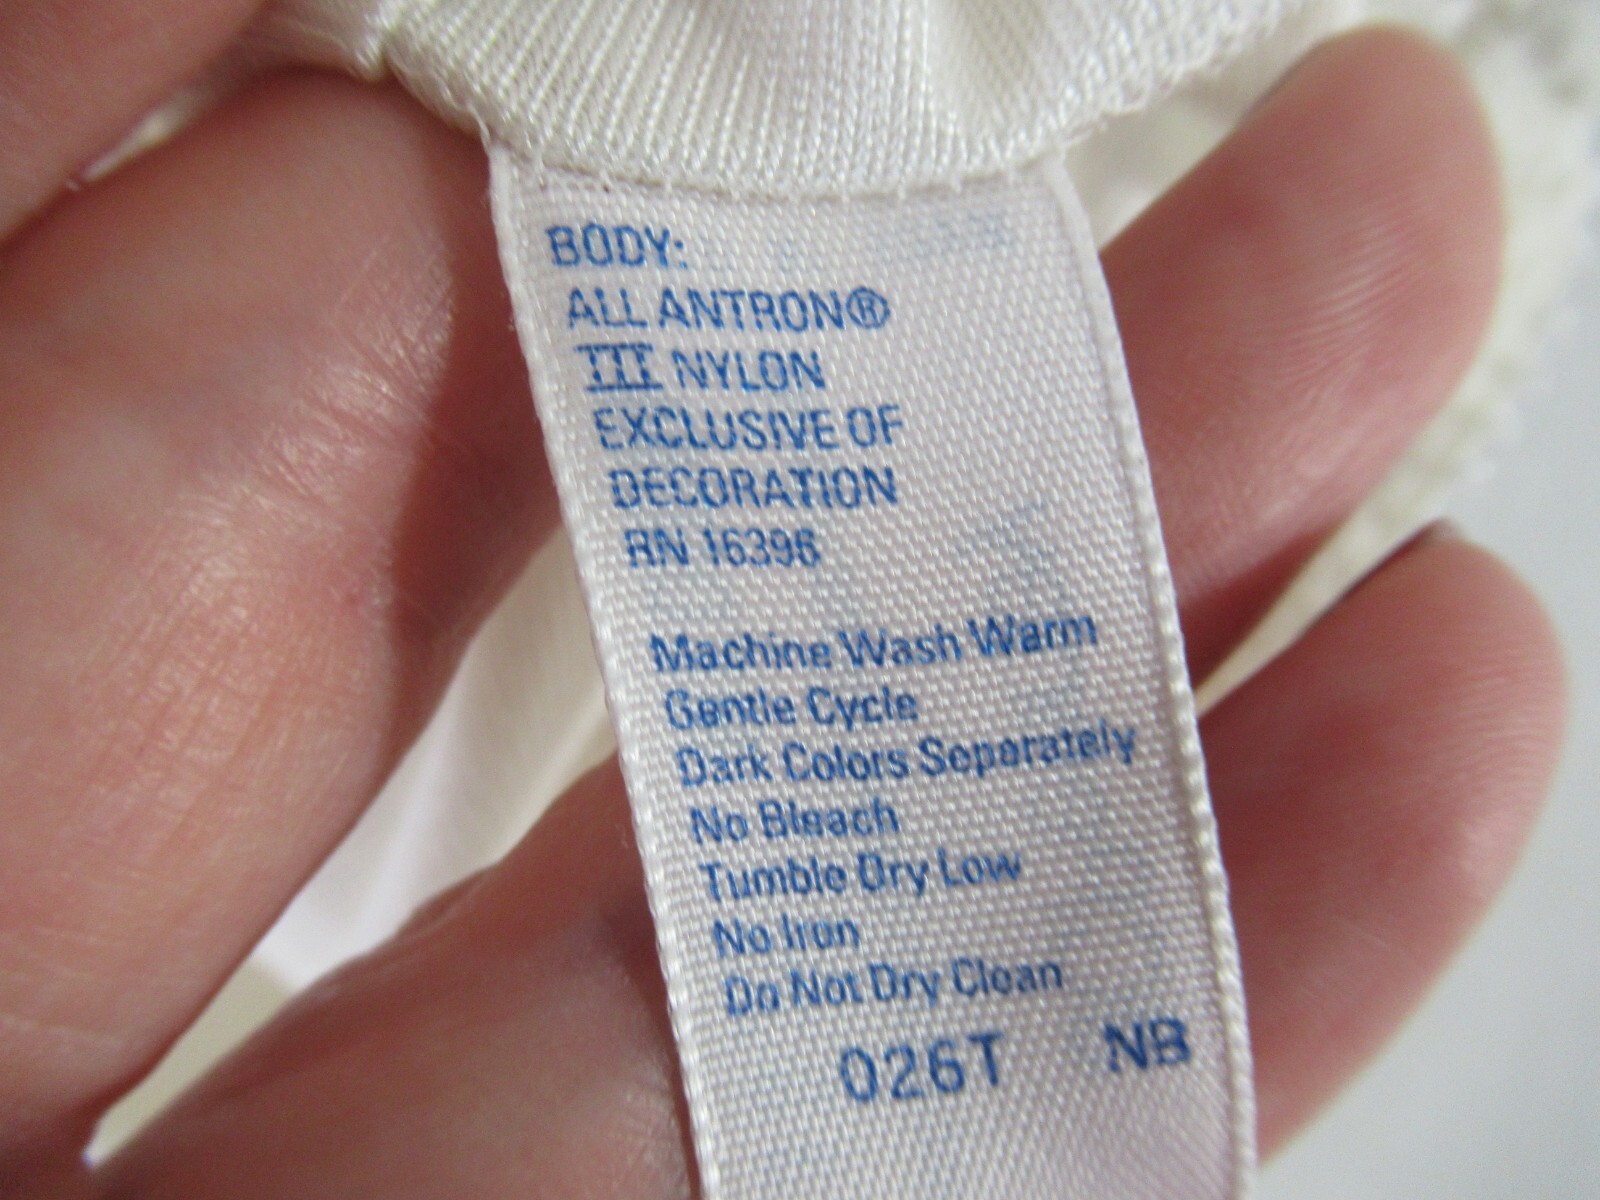 BODY:
ALL ANTRON®
III NYLON
EXCLUSIVE OF
DECORATION
RN 16396
Machine Wash Warm
Gentle Cycle
Dark Colors Separately
No Bleach
Tumble Dry Low
No Iron
Do Not Dry Clean
026T NB